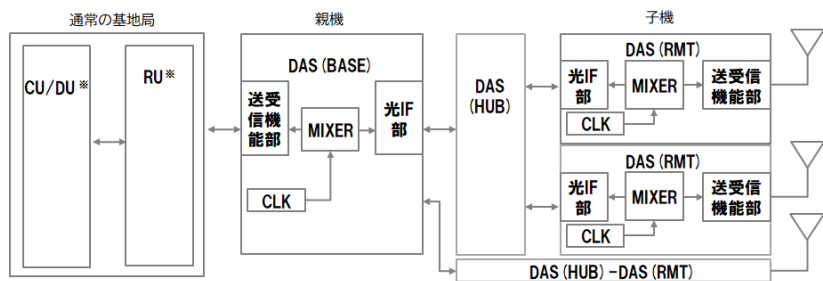 通常の基地局
CU/DU※
RU※
親機
DAS(BASE)
送受
信機
能部
MIXER
光IF
部
CLK
DAS
(HUB)
子機
DAS(RMT)
光IF
部
MIXER
送受信
機能部
CLK
DAS(RMT)
光IF
部
MIXER
送受信
機能部
CLK
DAS(HUB)-DAS(RMT)